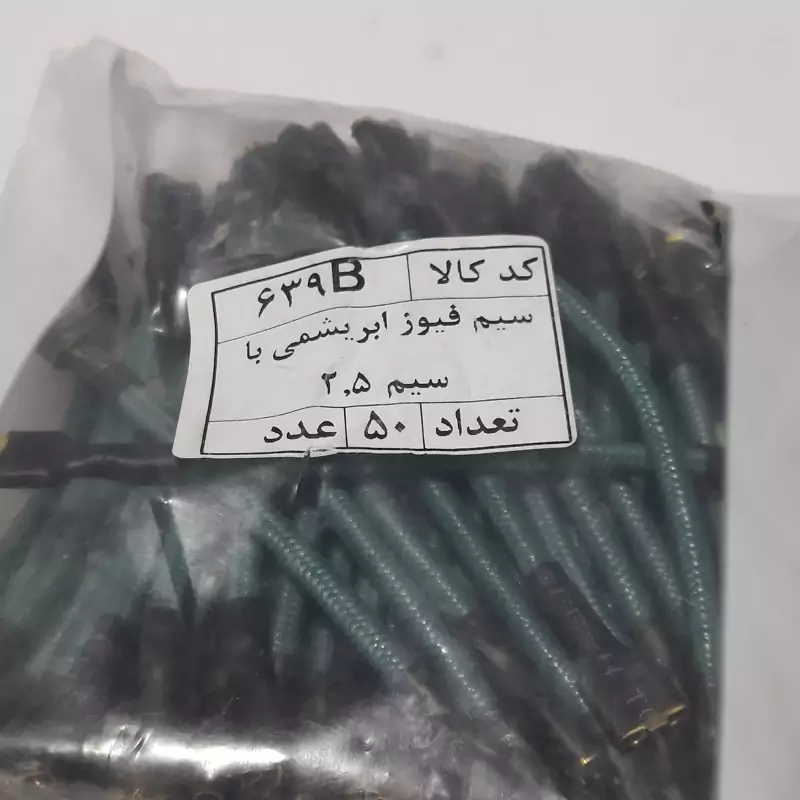 کد کالا ۶۳۹B
سیم فیوز ابریشمی با
سیم ۲,۵
تعداد ۵۰ عدد